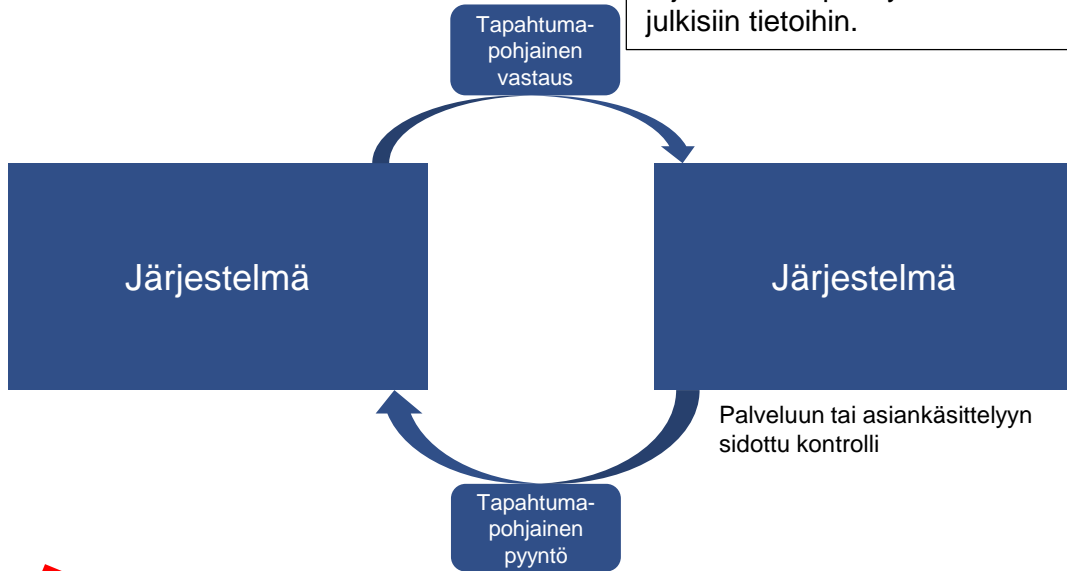 Tapahtuma-
pohjainen
vastaus
julkisiin tietoihin.
Järjestelmä
Järjestelmä
Palveluun tai asiankäsittelyyn
sidottu kontrolli
Tapahtuma-
pohjainen
pyyntö